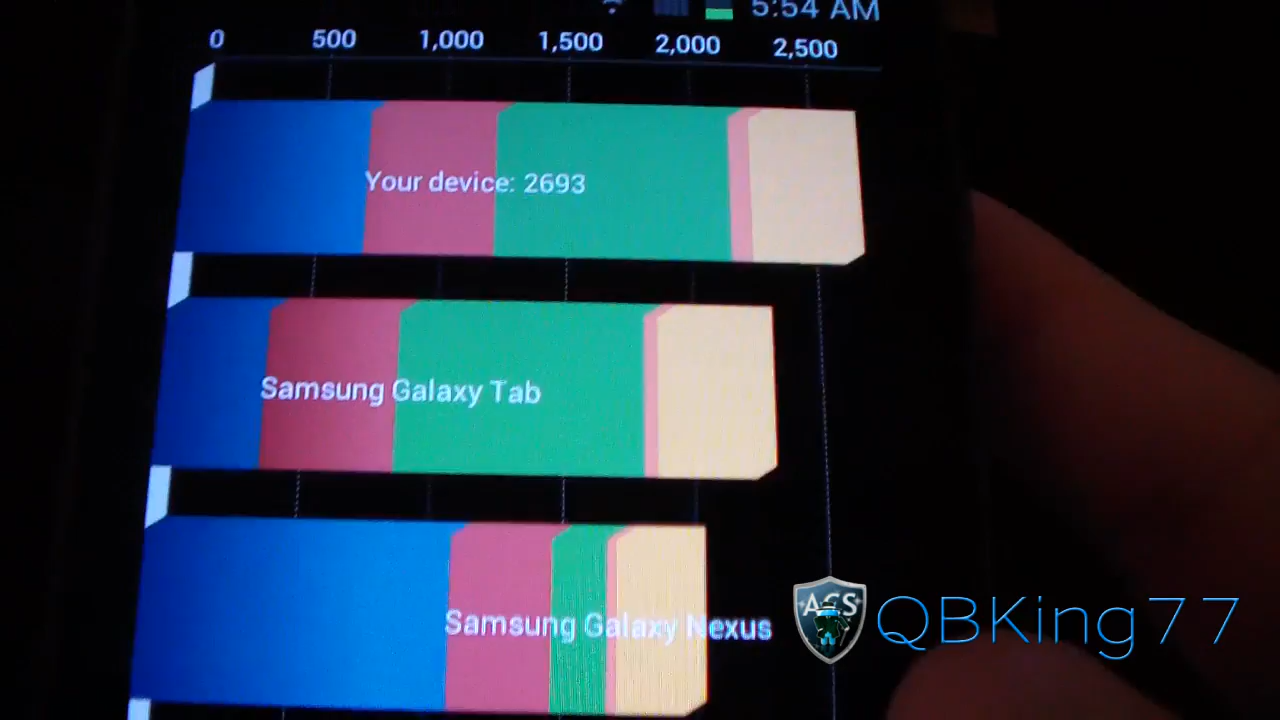 5:54 AM
0 500 1,000 1,500 2,000 2,500
Your device: 2693
Samsung Galaxy Tab
Samsung Galaxy Nexus
ACS
QBKing77